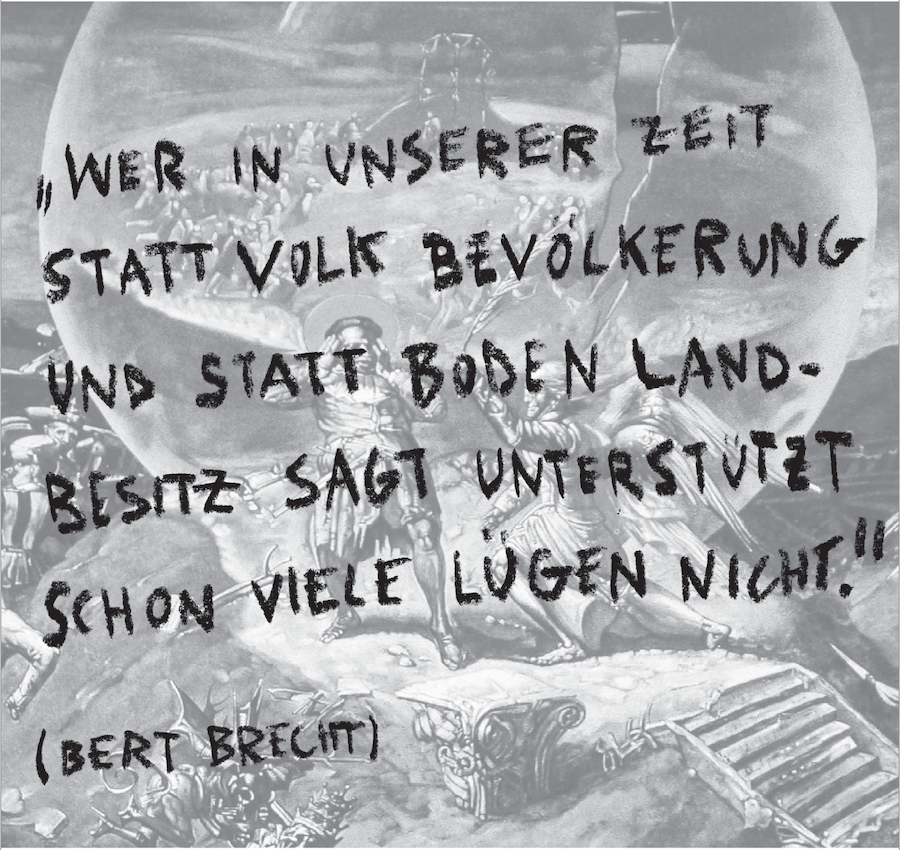 „WER IN UNSERER ZEIT
STATT VOLK BEVÖLKERUNG
UND STATT BODEN LAND-
BESITZ SAGT UNTERSTÜTZT
SCHON VIELE LÜGEN NICHT."
(BERT BRECHT)